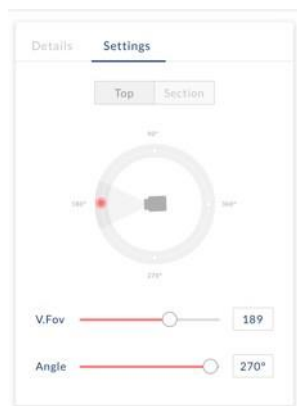 Details Settings
Top Section
90°
180° 360°
270°
V.Fov 189
Angle 270°